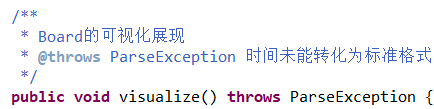 /**
 * Board的可视化展现
 * @throws ParseException 时间未能转化为标准格式
 */
public void visualize() throws ParseException {